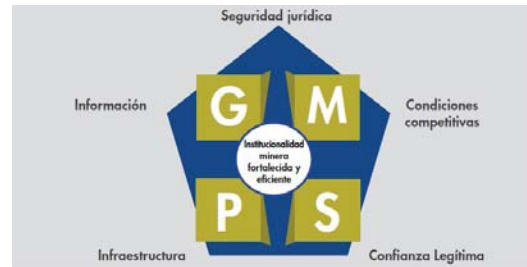 Seguridad jurídica
Información
G M
Condiciones
competitivas
Institucionalidad
minera
fortalecida y
eficiente
P S
Infraestructura
Confianza Legítima